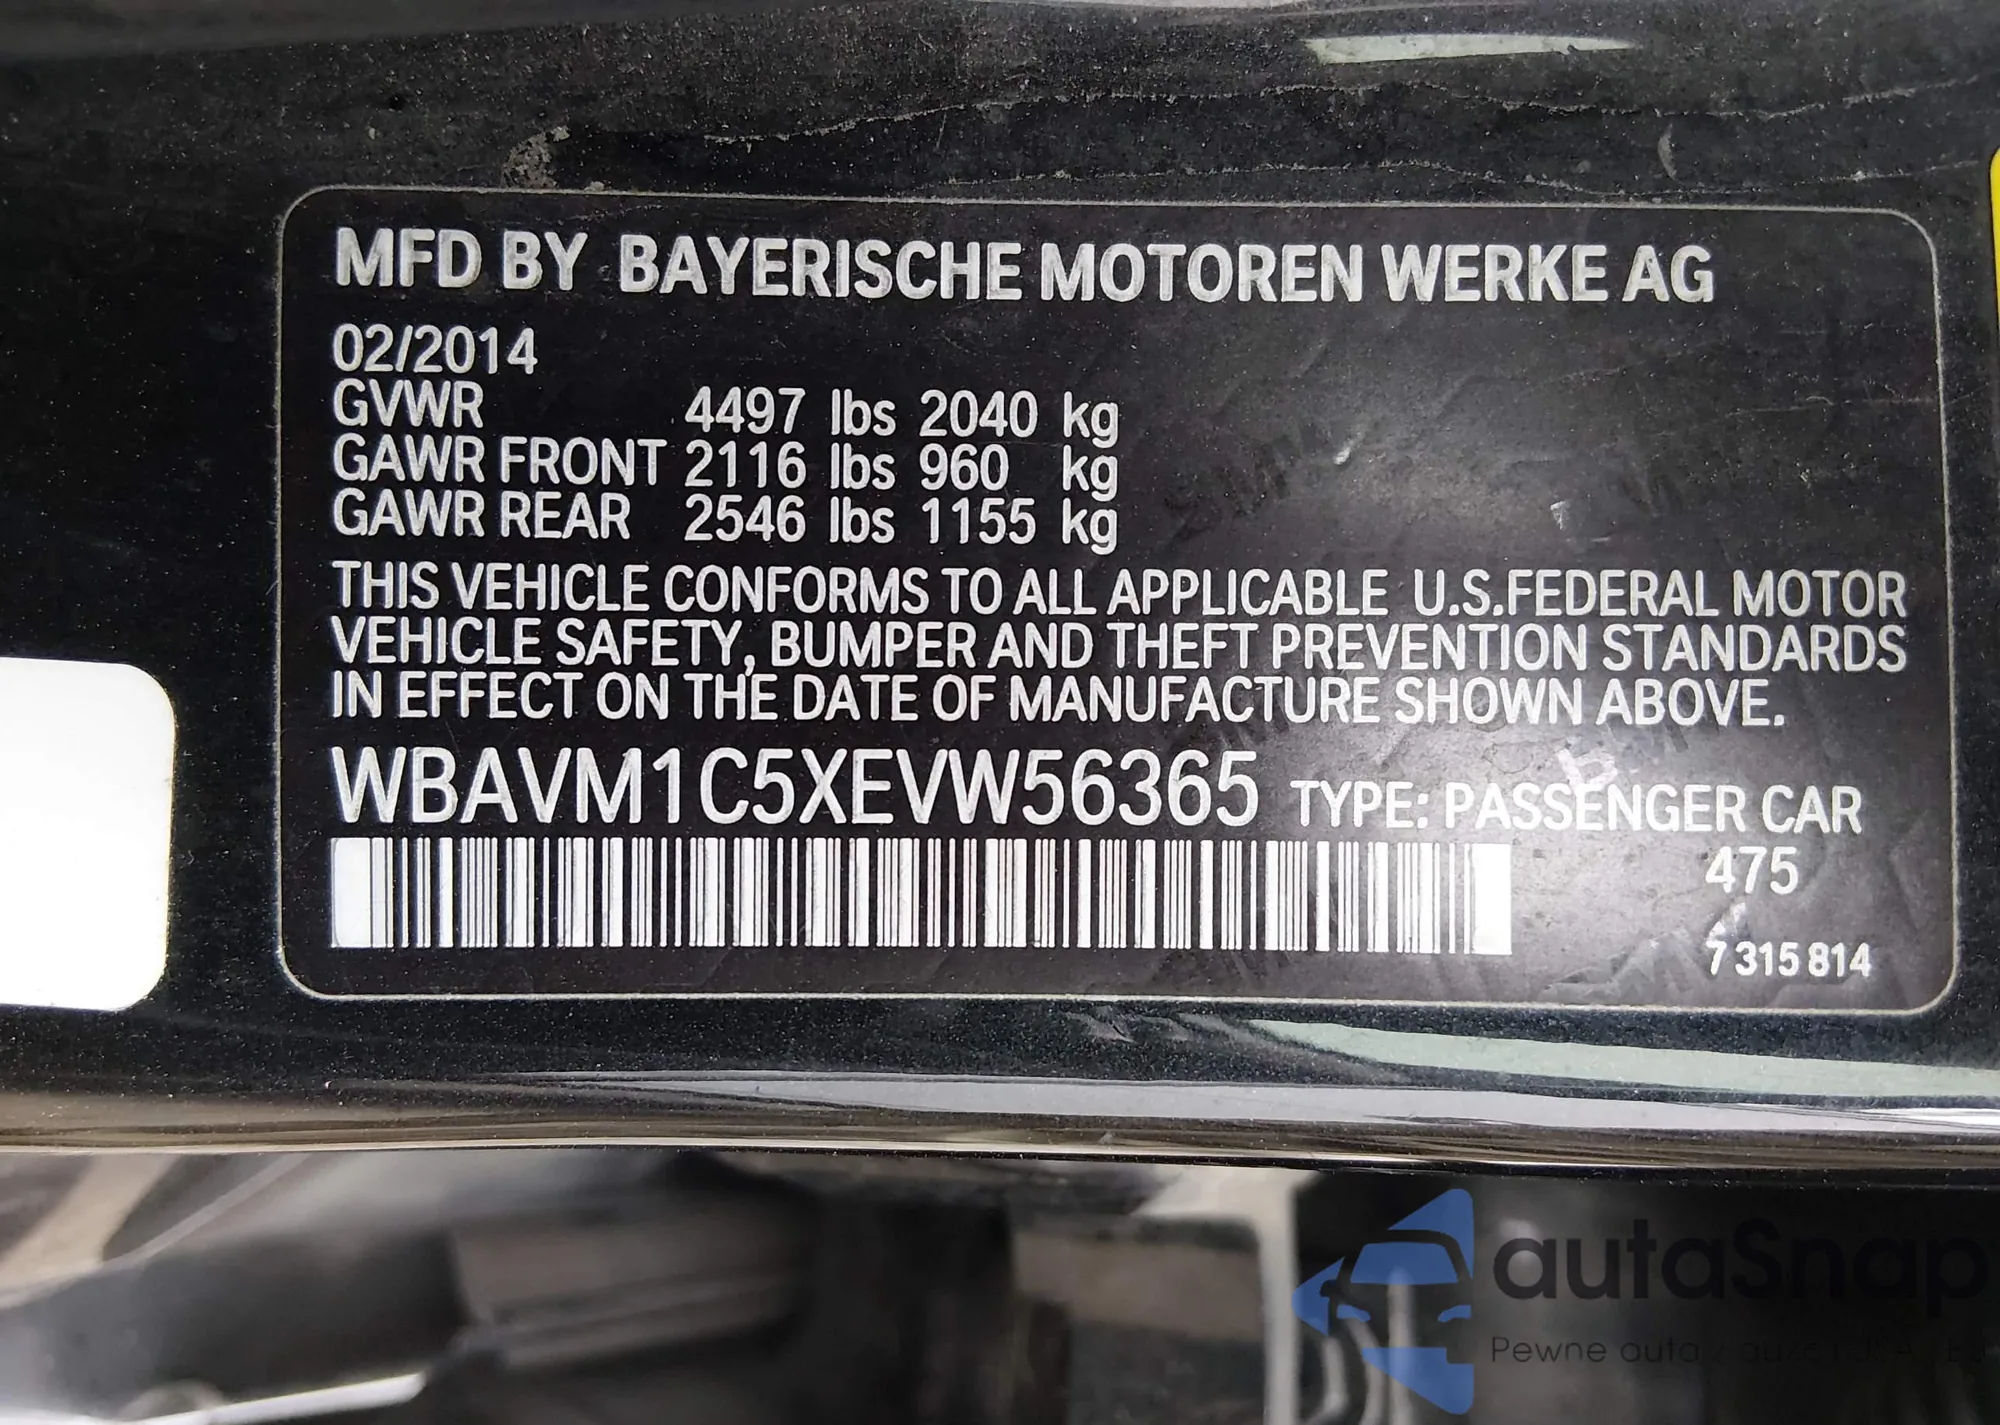 MFD BY BAYERISCHE MOTOREN WERKE AG
02/2014
GVWR 4497 lbs 2040 kg
GAWR FRONT 2116 lbs 960 kg
GAWR REAR 2546 lbs 1155 kg
THIS VEHICLE CONFORMS TO ALL APPLICABLE U.S.FEDERAL MOTOR
VEHICLE SAFETY, BUMPER AND THEFT PREVENTION STANDARDS
IN EFFECT ON THE DATE OF MANUFACTURE SHOWN ABOVE.
WBAVM1C5XEVW56365 TYPE: PASSENGER CAR
475
7 315 814
autaSnap
Pewne auta z